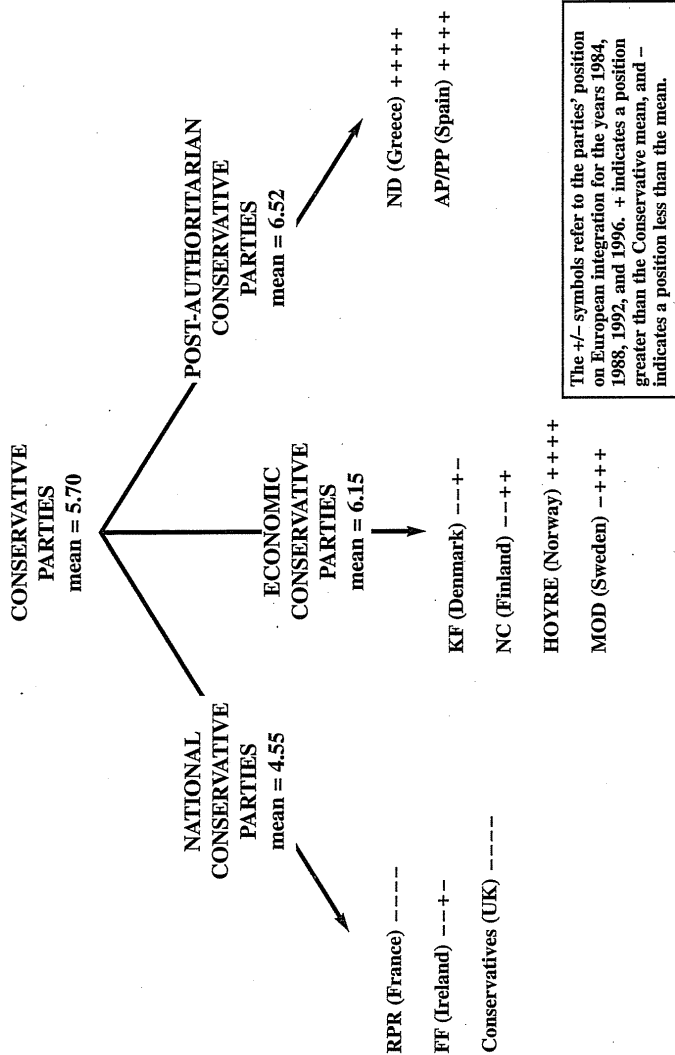 CONSERVATIVE
PARTIES
mean = 5.70
NATIONAL
CONSERVATIVE
PARTIES
mean = 4.55
RPR (France) − − − −
FF (Ireland) − − + −
Conservatives (UK) − − − −
ECONOMIC
CONSERVATIVE
PARTIES
mean = 6.15
KF (Denmark) − − + −
NC (Finland) − − + +
HOYRE (Norway) + + + +
MOD (Sweden) − + + +
POST-AUTHORITARIAN
CONSERVATIVE
PARTIES
mean = 6.52
ND (Greece) + + + +
AP/PP (Spain) + + + +
The +/− symbols refer to the parties' position
on European integration for the years 1984,
1988, 1992, and 1996. + indicates a position
greater than the Conservative mean, and −
indicates a position less than the mean.